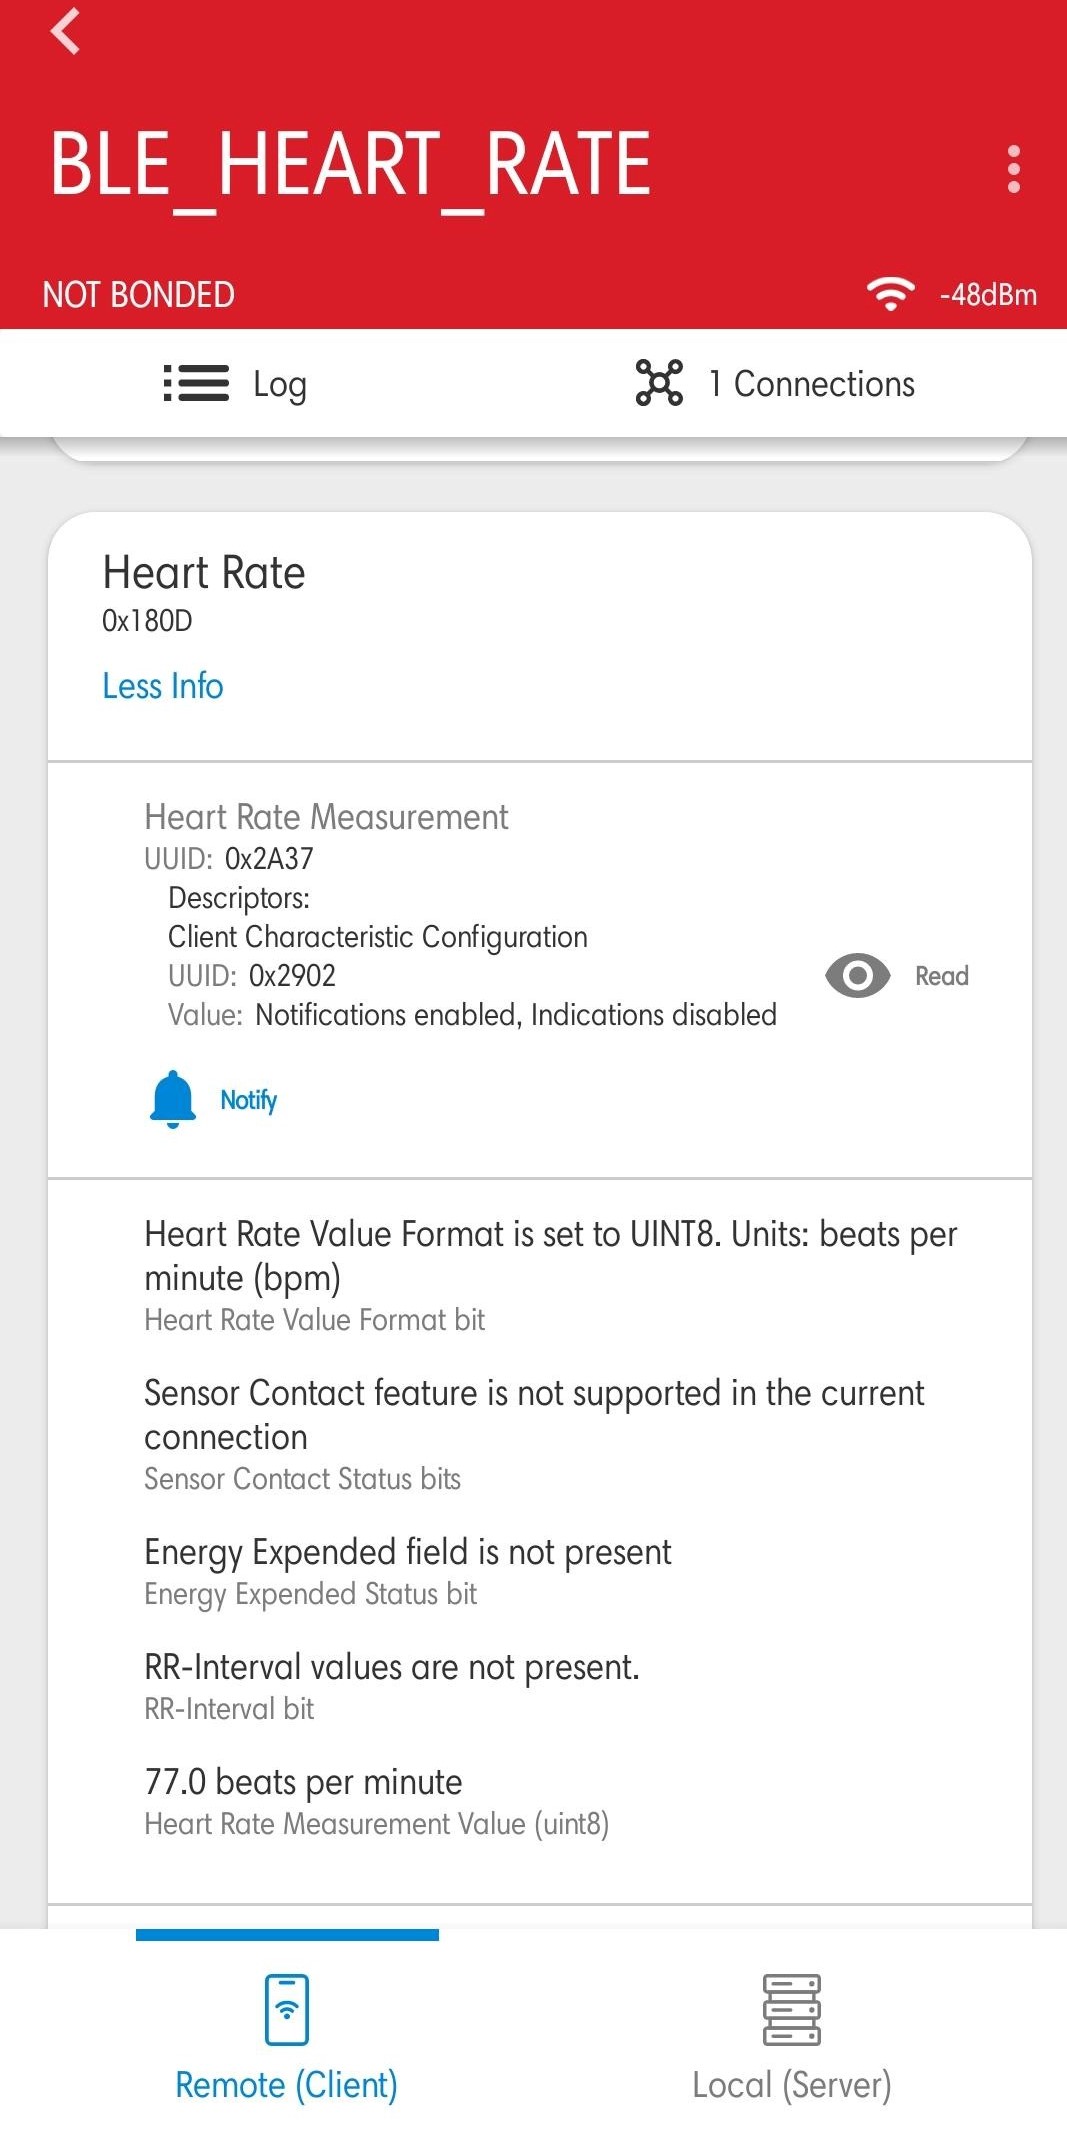 BLE_HEART_RATE
NOT BONDED
-48dBm
Log
1 Connections
Heart Rate
0x180D
Less Info
Heart Rate Measurement
UUID: 0x2A37
Descriptors:
Client Characteristic Configuration
UUID: 0x2902
Read
Value: Notifications enabled, Indications disabled
Notify
Heart Rate Value Format is set to UINT8. Units: beats per
minute (bpm)
Heart Rate Value Format bit
Sensor Contact feature is not supported in the current
connection
Sensor Contact Status bits
Energy Expended field is not present
Energy Expended Status bit
RR-Interval values are not present.
RR-Interval bit
77.0 beats per minute
Heart Rate Measurement Value (uint8)
Remote (Client)
Local (Server)